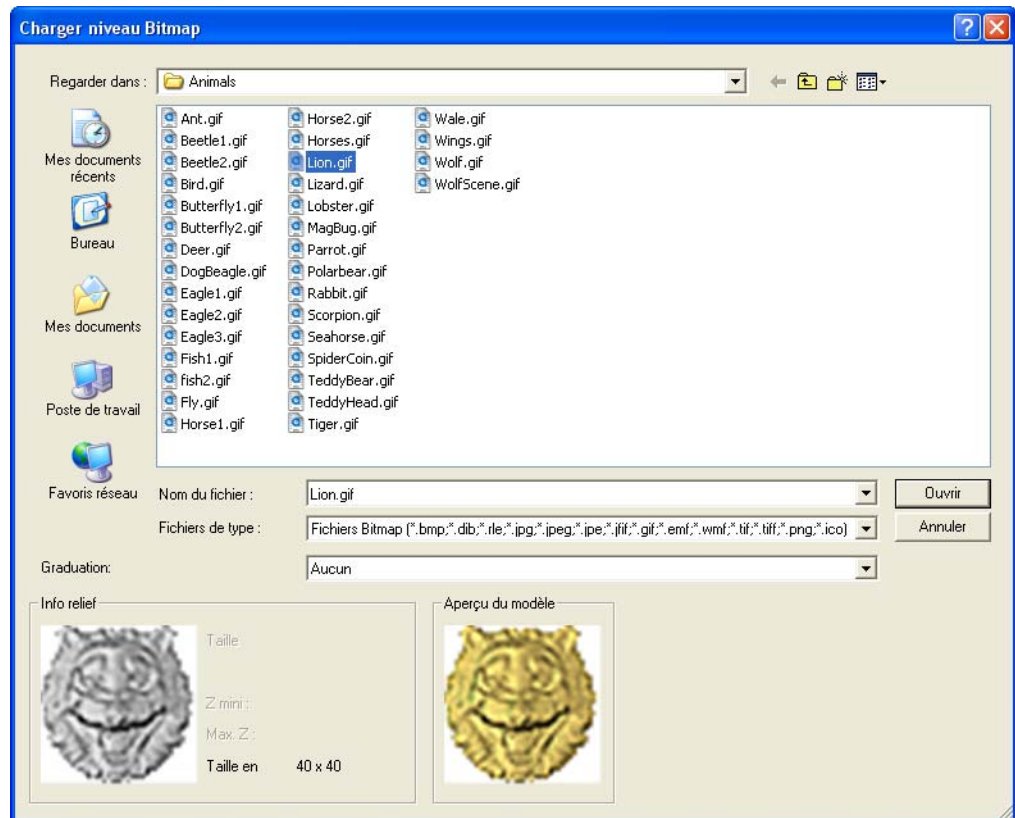 Charger niveau Bitmap
Regarder dans :
Animals
Mes documents
récents
Bureau
Mes documents
Poste de travail
Favoris réseau
Ant.gif
Beetle1.gif
Beetle2.gif
Bird.gif
Butterfly1.gif
Butterfly2.gif
Deer.gif
DogBeagle.gif
Eagle1.gif
Eagle2.gif
Eagle3.gif
Fish1.gif
fish2.gif
Fly.gif
Horse1.gif
Horse2.gif
Horses.gif
Lion.gif
Lizard.gif
Lobster.gif
MagBug.gif
Parrot.gif
Polarbear.gif
Rabbit.gif
Scorpion.gif
Seahorse.gif
SpiderCoin.gif
TeddyBear.gif
TeddyHead.gif
Tiger.gif
Wale.gif
Wings.gif
Wolf.gif
WolfScene.gif
Nom du fichier :
Lion.gif
Ouvrir
Fichiers de type :
Fichiers Bitmap (*.bmp;*.dib;*.rle;*.jpg;*.jpeg;*.jpe;*.jfif;*.gif;*.emf;*.wmf;*.tif;*.tiff;*.png;*.ico)
Annuler
Graduation:
Aucun
Info relief
Taille
Z mini :
Max. Z :
Taille en 40 x 40
Aperçu du modèle